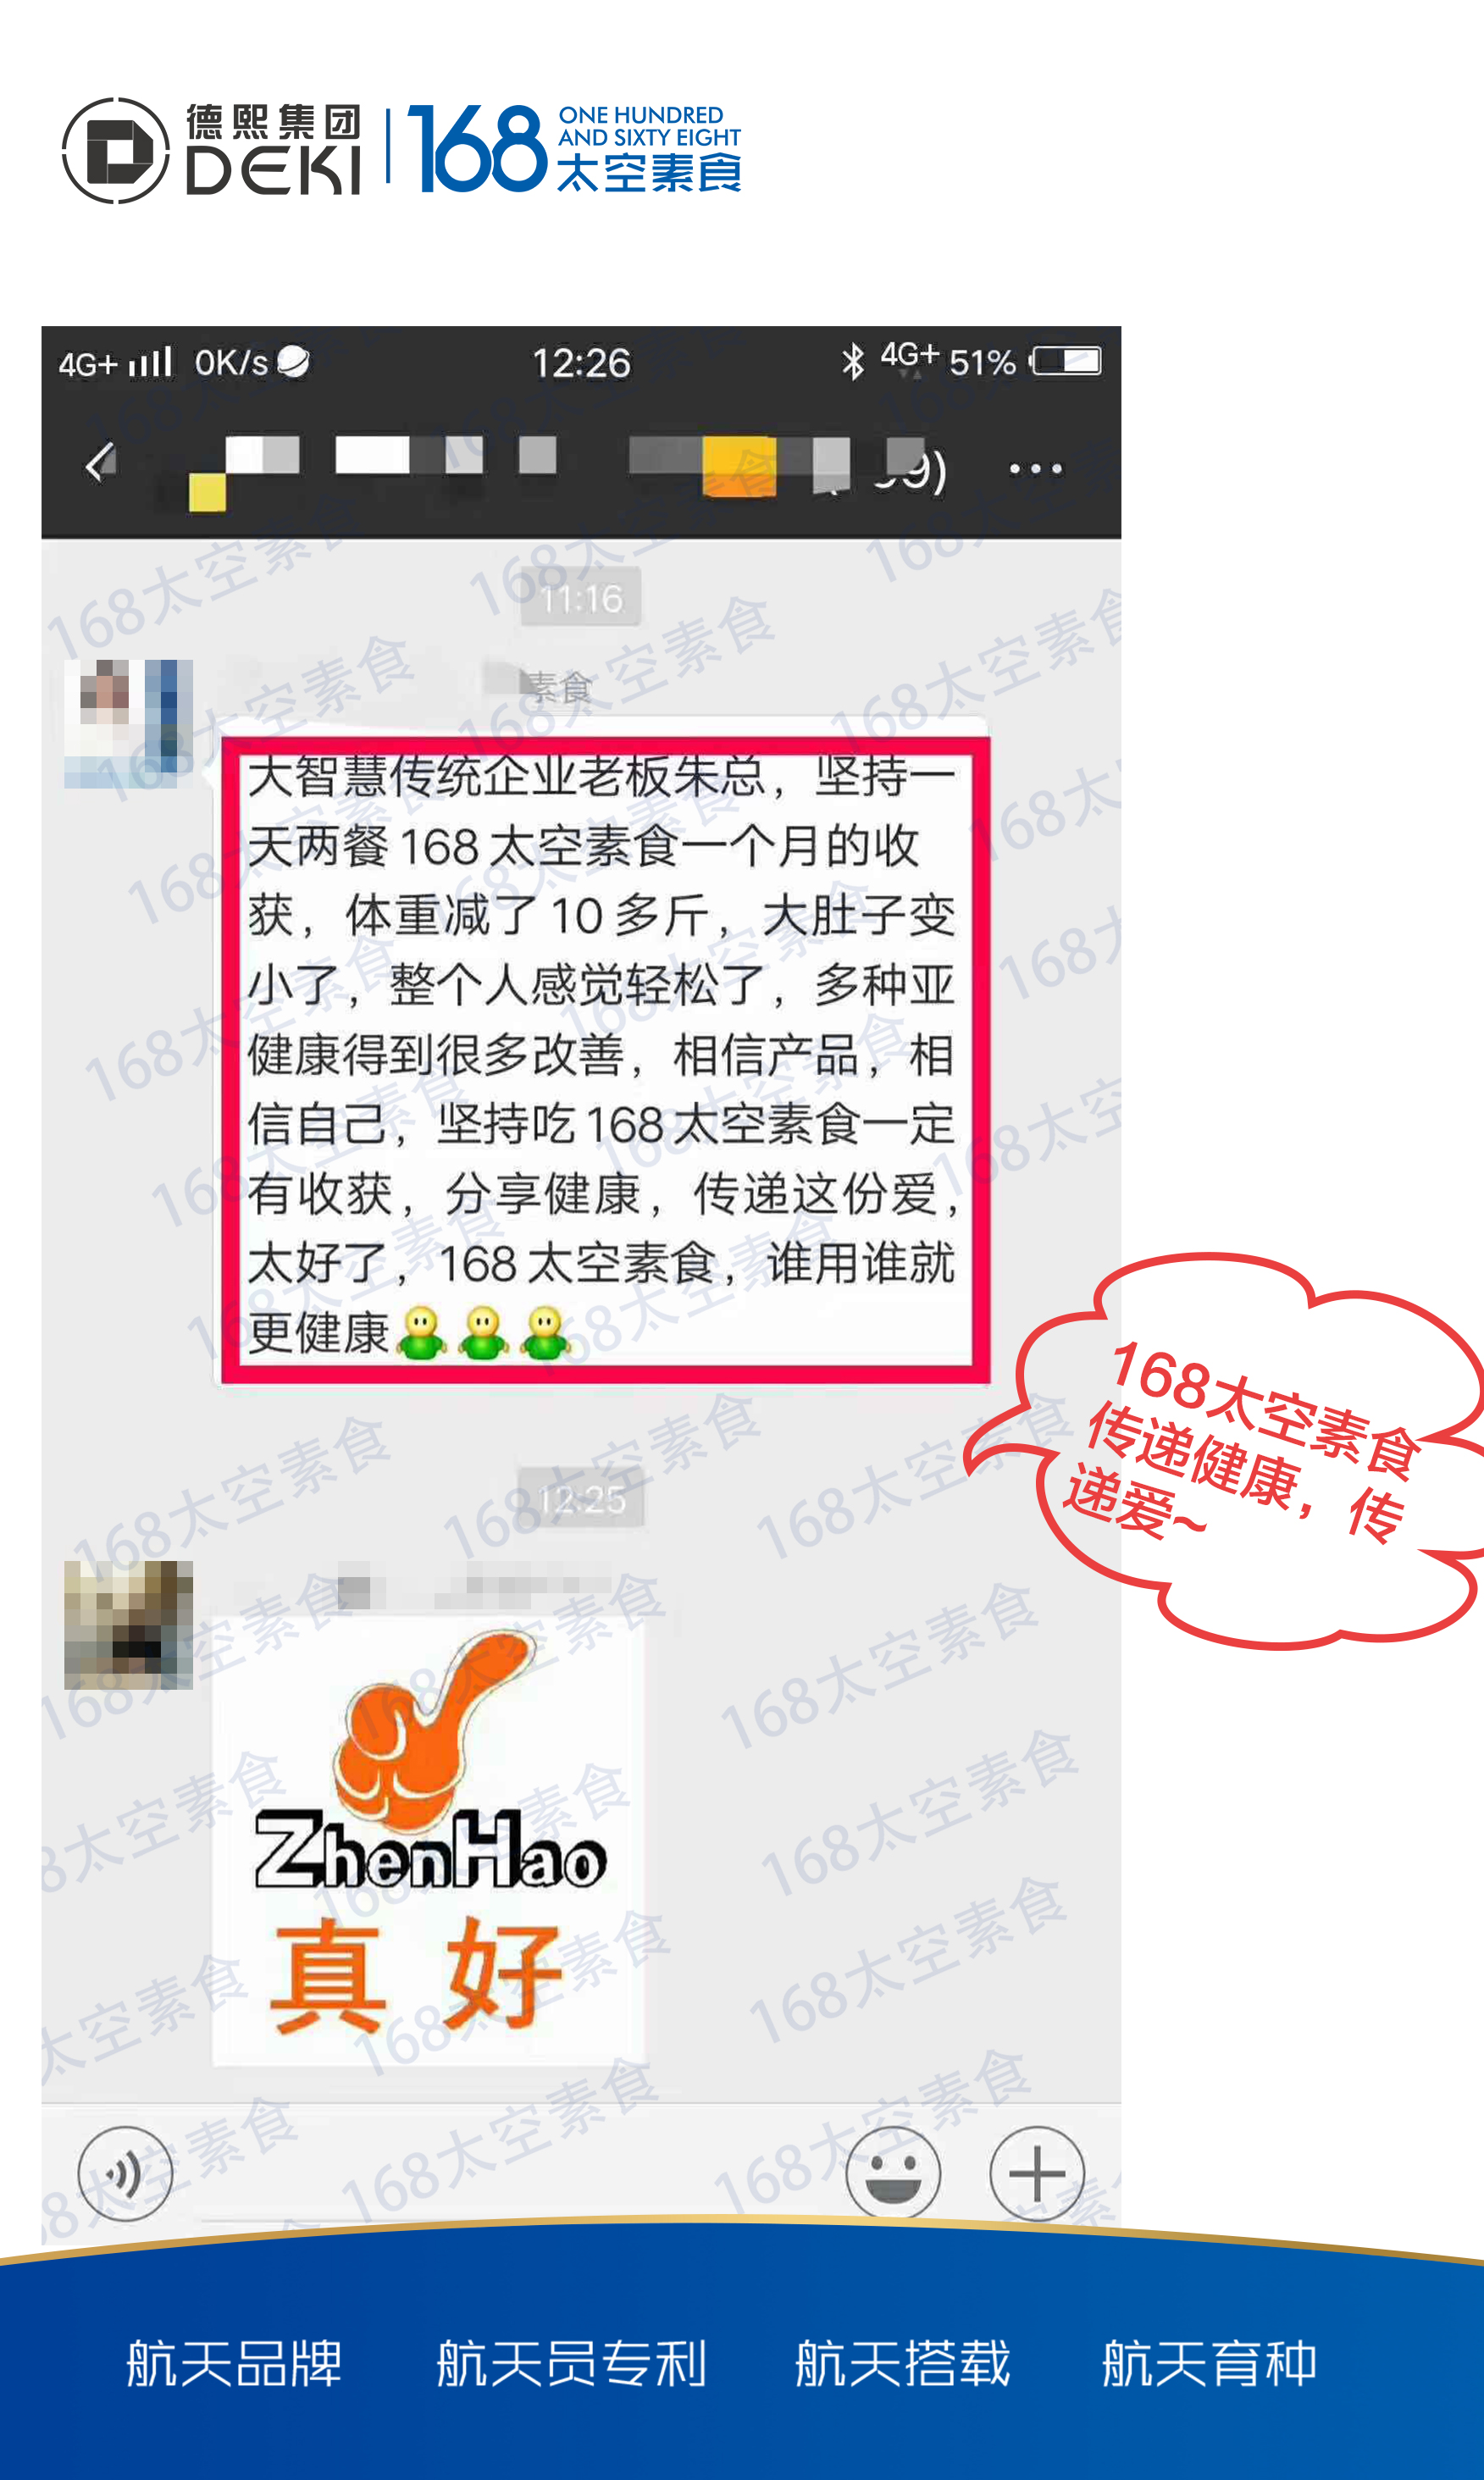 德熙集团
DEKI
168
ONE HUNDRED
AND SIXTY EIGHT
太空素食
4G+ 0K/s 12:26 4G+ 51%
9)
11:16
素食
大智慧传统企业老板朱总，坚持一
天两餐168太空素食一个月的收
获，体重减了10多斤，大肚子变
小了，整个人感觉轻松了，多种亚
健康得到很多改善，相信产品，相
信自己，坚持吃168太空素食一定
有收获，分享健康，传递这份爱，
太好了，168太空素食，谁用谁就
更健康
168太空素食
传递健康，传
递爱~
12:25
ZhenHao
真好
168太空素食
航天品牌 航天员专利 航天搭载 航天育种